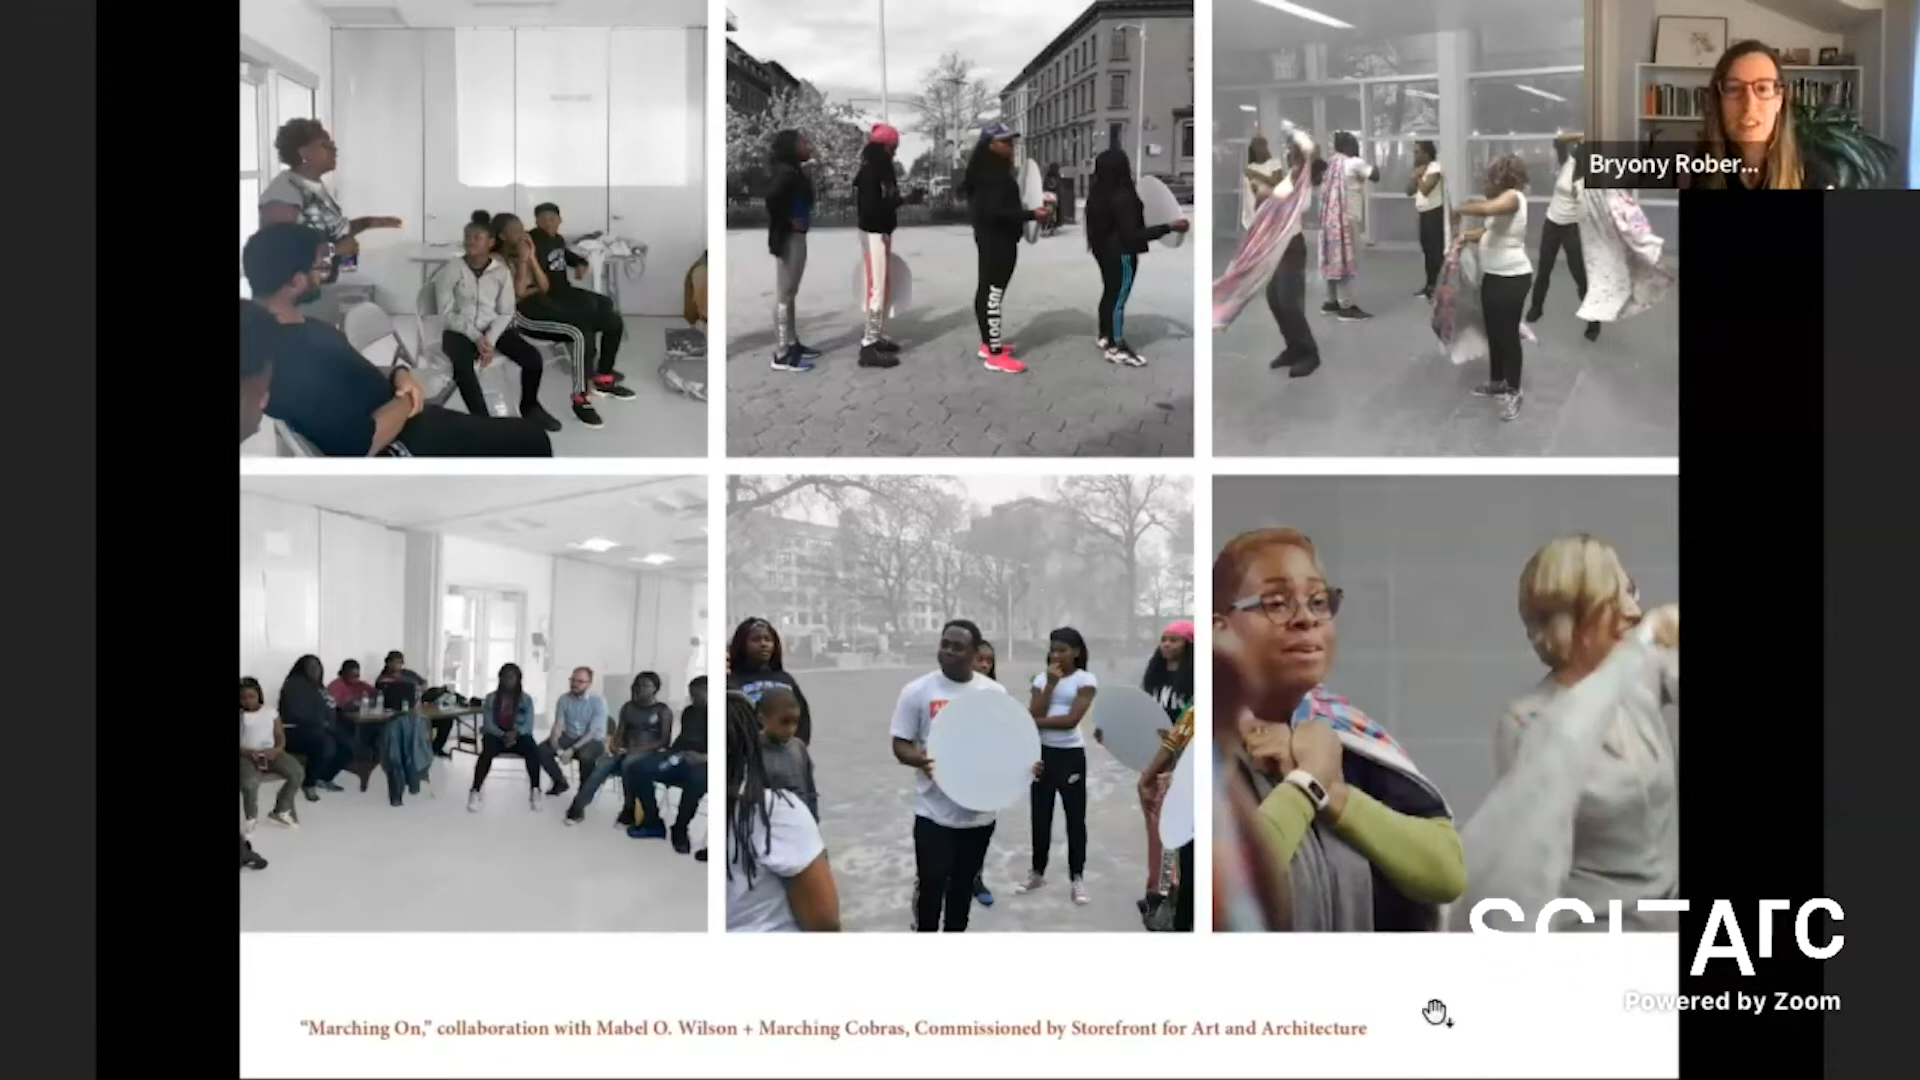 Bryony Rober...
JUST DO IT.
SCI-Arc
Powered by Zoom
“Marching On,” collaboration with Mabel O. Wilson + Marching Cobras, Commissioned by Storefront for Art and Architecture